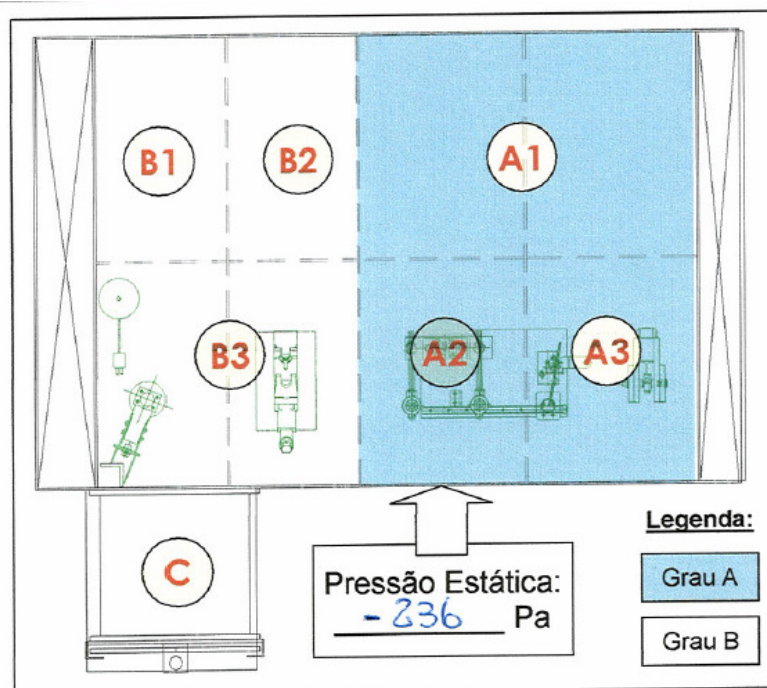 B1
B2
A1
B3
A2
A3
C
Pressão Estática:
- 236 Pa
Legenda:
Grau A
Grau B